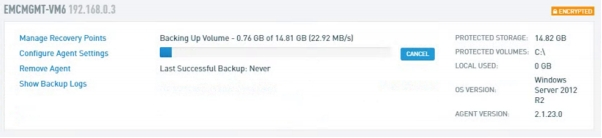 EMCMGMT-VM6 192.168.0.3
ENCRYPTED
Manage Recovery Points
Configure Agent Settings
Remove Agent
Show Backup Logs
Backing Up Volume - 0.76 GB of 14.81 GB (22.92 MB/s)
CANCEL
Last Successful Backup: Never
PROTECTED STORAGE: 14.82 GB
PROTECTED VOLUMES: C:\
LOCAL USED: 0 GB
OS VERSION: Windows
Server 2012
R2
AGENT VERSION: 2.1.23.0